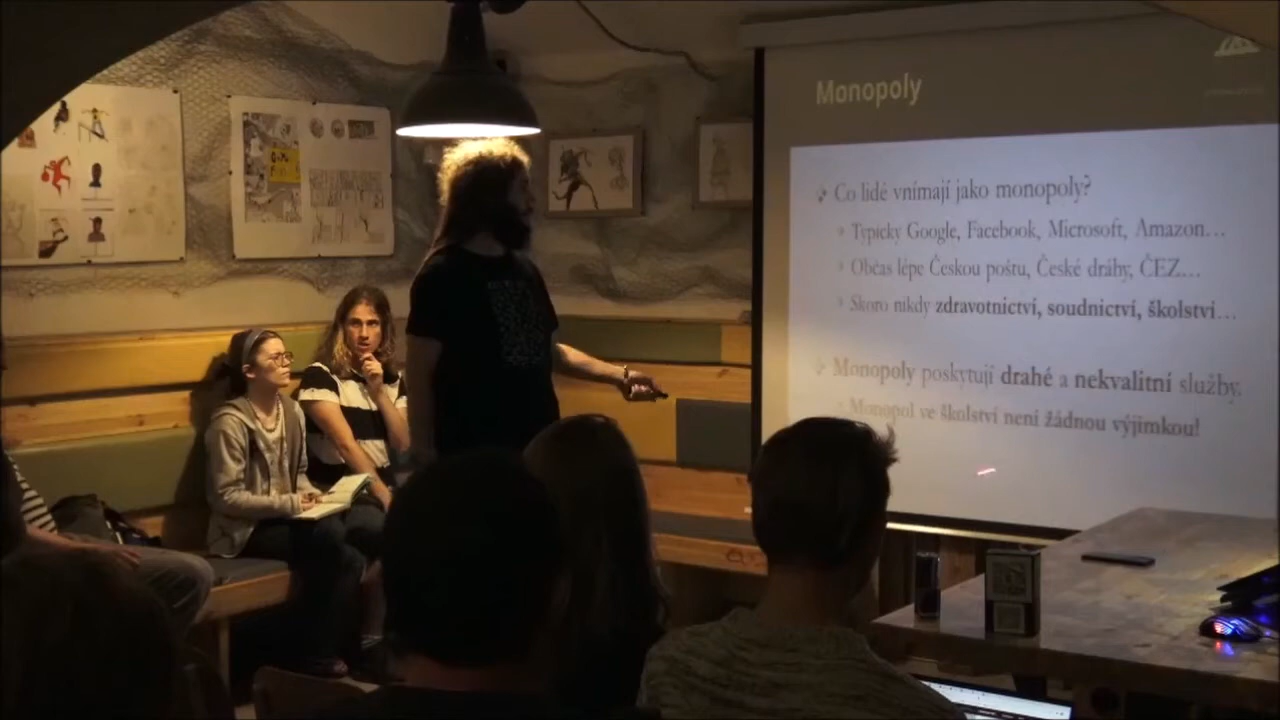 Monopoly
Co lidé vnímají jako monopoly?
Typicky Google, Facebook, Microsoft, Amazon…
Občas lépe Českou poštu, České dráhy, ČEZ…
Skoro nikdy zdravotnictví, soudnictví, školství…
Monopoly poskytují drahé a nekvalitní služby.
Monopol ve školství není žádnou výjimkou!